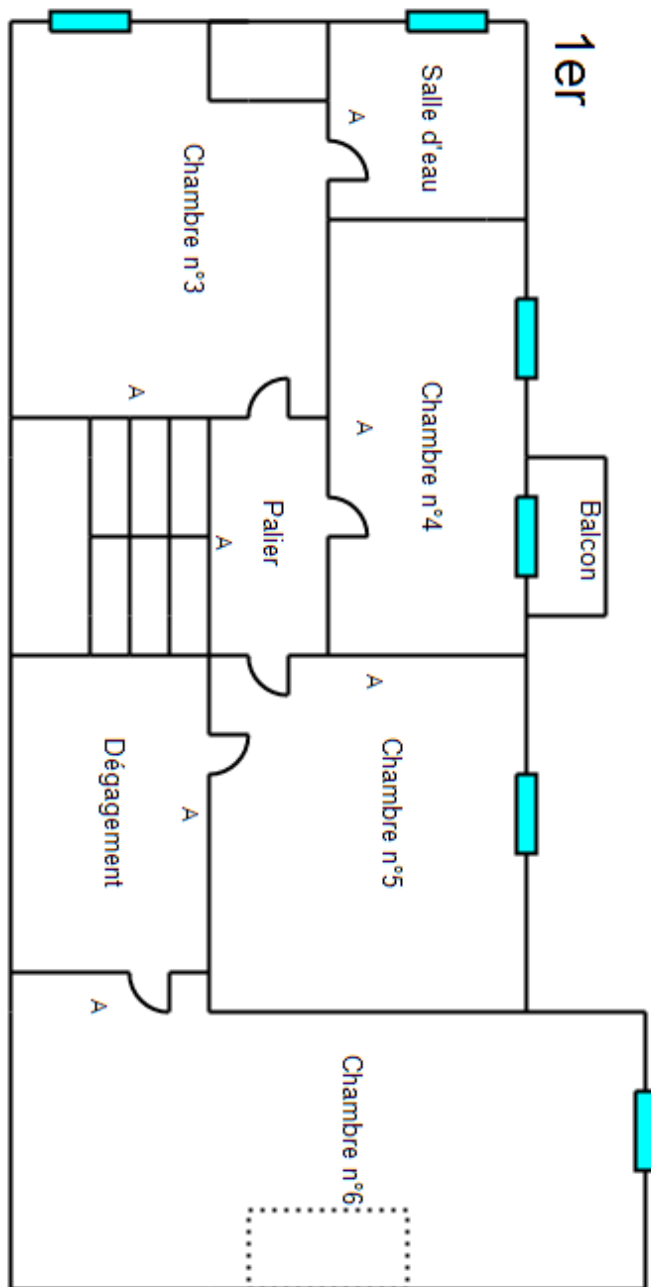 1er
Salle d'eau
A
Chambre n°3
A
Chambre n°4
A
Balcon
Palier
A
Chambre n°5
A
Dégagement
A
Chambre n°6
A